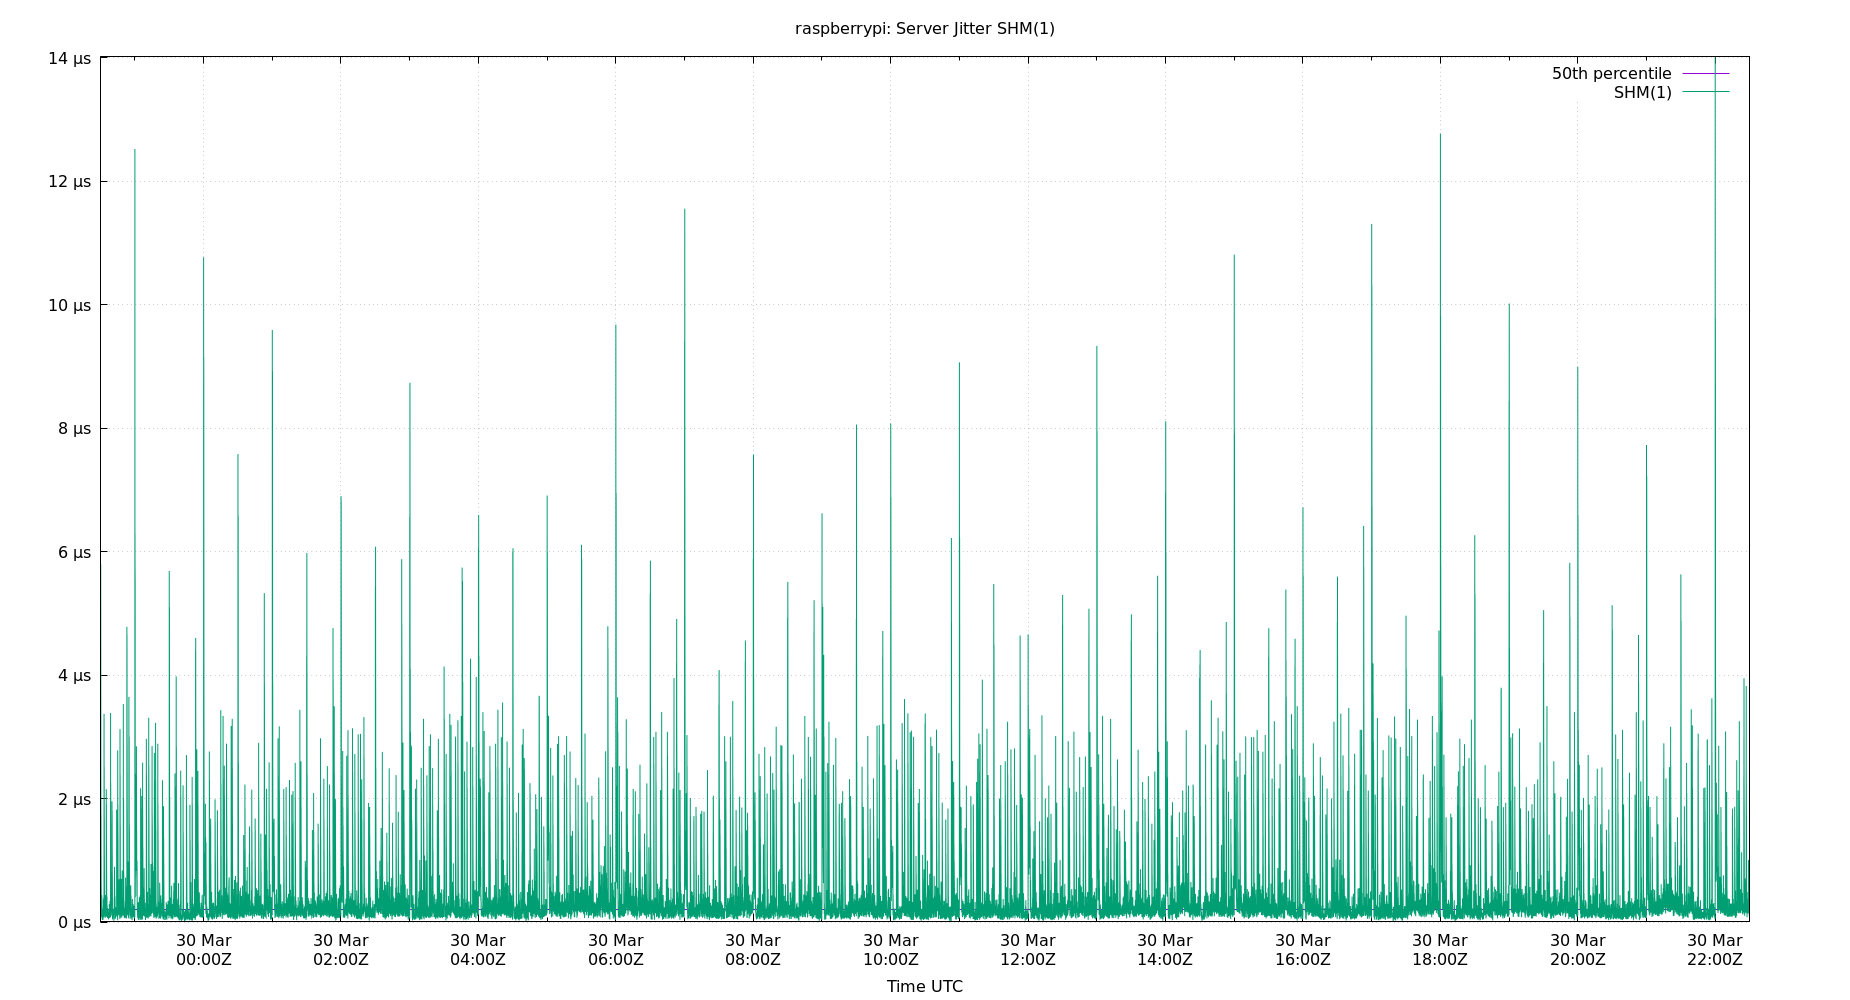 raspberrypi: Server Jitter SHM(1)
14 µs
50th percentile
SHM(1)
12 µs
10 µs
8 µs
6 µs
4 µs
2 µs
0 µs
30 Mar 30 Mar 30 Mar 30 Mar 30 Mar 30 Mar 30 Mar 30 Mar 30 Mar 30 Mar 30 Mar 30 Mar
00:00Z 02:00Z 04:00Z 06:00Z 08:00Z 10:00Z 12:00Z 14:00Z 16:00Z 18:00Z 20:00Z 22:00Z
Time UTC